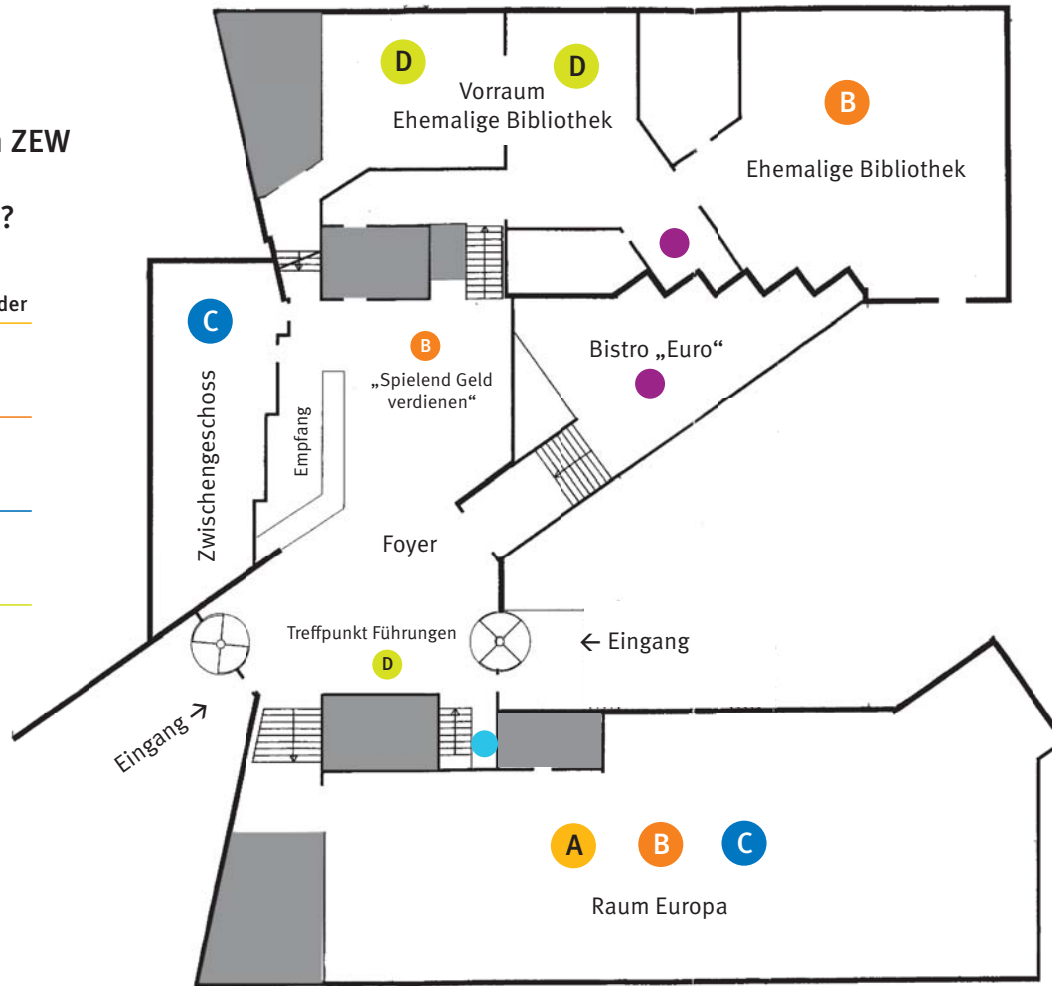 ZEW
?
der
D
D
Vorraum
Ehemalige Bibliothek
B
Ehemalige Bibliothek
C
Zwischengeschoss
B
„Spielend Geld
verdienen“
Empfang
Bistro „Euro“
Foyer
Treffpunkt Führungen
D
← Eingang
Eingang →
A
B
C
Raum Europa